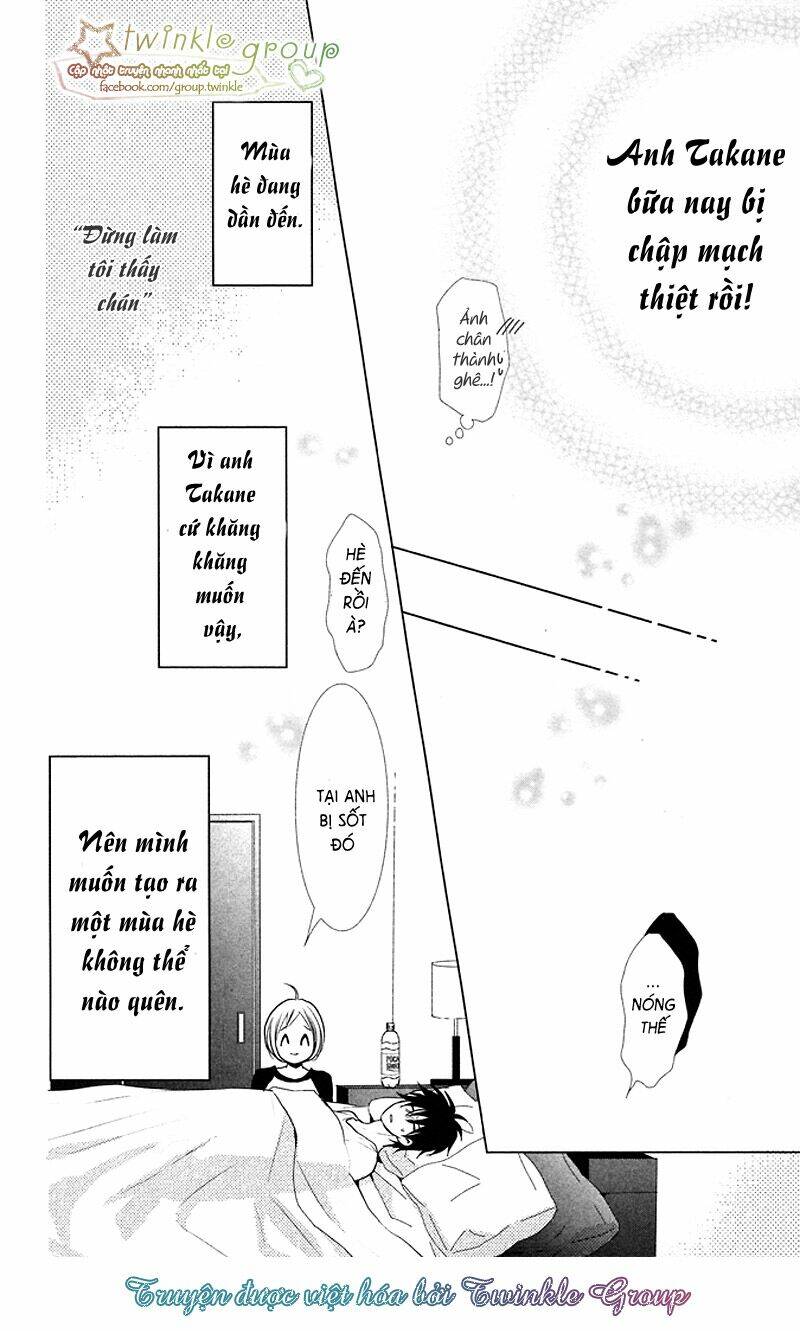 twinkle group
Cập nhật truyện nhanh nhất tại
facebook.com/group.twinkle
Anh Takane
bữa nay bị
chập mạch
thiệt rồi!
Ảnh
chân
thành
ghê...!
...
NÓNG
THẾ
Mùa
hè đang
dần đến.
“Đừng làm
tôi thấy
chán”
Vì anh
Takane
cứ khăng
khăng
muốn
vậy,
HÈ
ĐẾN
RỒI
À?
TẠI ANH
BỊ SỐT
ĐÓ
Nên mình
muốn tạo ra
một mùa hè
không thể
nào quên.
Truyện được việt hóa bởi Twinkle Group